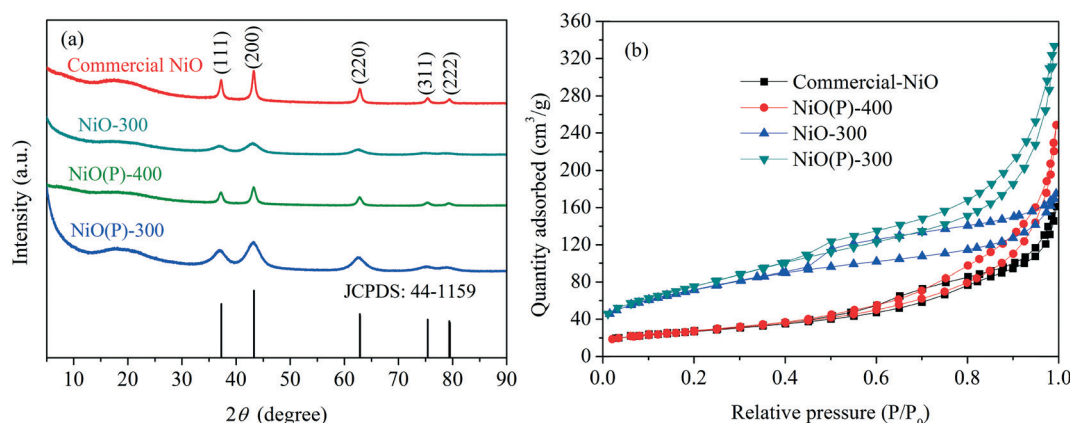 (a)
Commercial NiO
(111)
(200)
(220)
(311)
(222)
NiO-300
NiO(P)-400
NiO(P)-300
JCPDS: 44-1159
Intensity (a.u.)
10 20 30 40 50 60 70 80 90
2θ (degree)
(b)
Commercial-NiO
NiO(P)-400
NiO-300
NiO(P)-300
360
320
280
240
200
160
120
80
40
0
Quantity adsorbed (cm³/g)
0.0 0.2 0.4 0.6 0.8 1.0
Relative pressure (P/P₀)